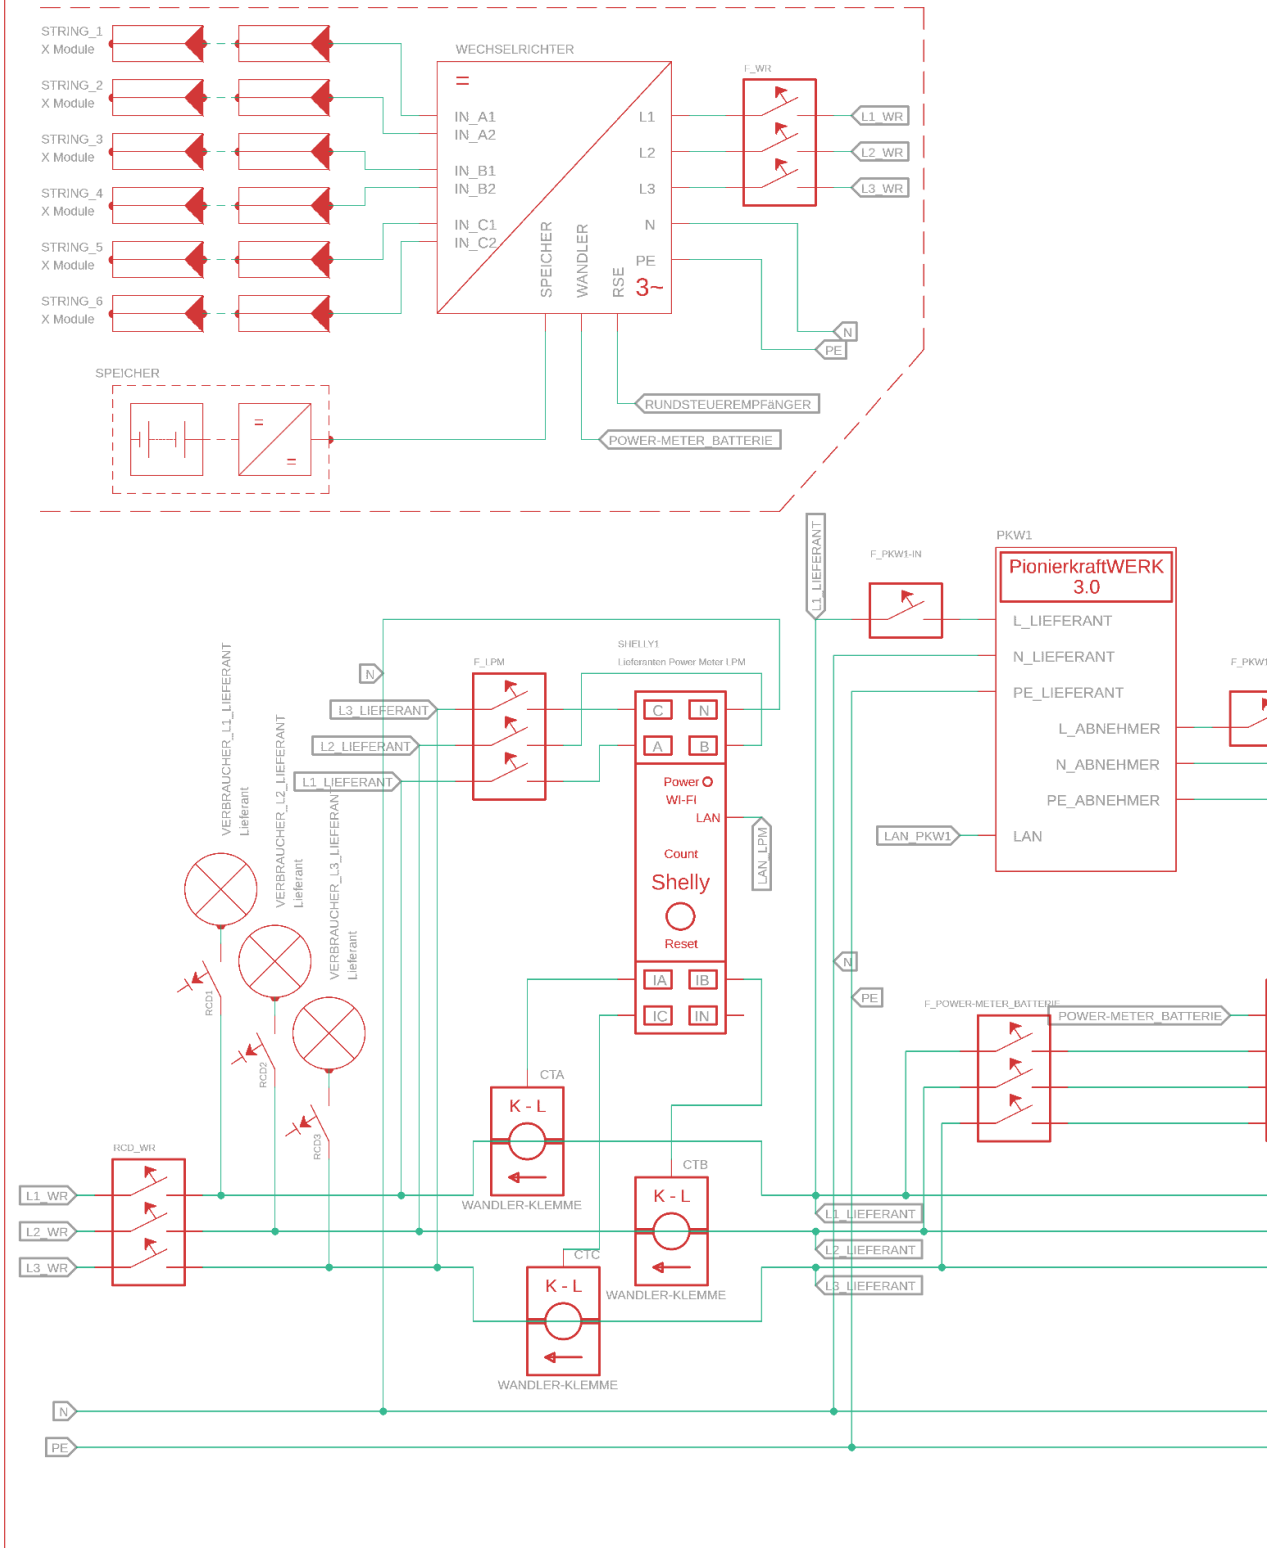 STRING_1
X Module
STRING_2
X Module
STRING_3
X Module
STRING_4
X Module
STRING_5
X Module
STRING_6
X Module
WECHSELRICHTER
=
IN_A1
IN_A2
IN_B1
IN_B2
IN_C1
IN_C2
L1
L2
L3
N
PE
3~
SPEICHER
WANDLER
RSE
F_WR
L1_WR
L2_WR
L3_WR
N
PE
RUNDSTEUEREMPFäNGER
POWER-METER_BATTERIE
SPEICHER
=
=
L1_LIEFERANT
F_PKW1-IN
PKW1
PionierkraftWERK
3.0
L_LIEFERANT
N_LIEFERANT
PE_LIEFERANT
L_ABNEHMER
N_ABNEHMER
PE_ABNEHMER
LAN
LAN_PKW1
F_PKW1
N
L3_LIEFERANT
L2_LIEFERANT
L1_LIEFERANT
F_LPM
SHELLY1
Lieferanten Power Meter LPM
C
N
A
B
Power
WI-FI
LAN
Count
Shelly
Reset
IA
IB
IC
IN
LAN_LPM
VERBRAUCHER_L1_LIEFERANT
Lieferant
VERBRAUCHER_L2_LIEFERANT
Lieferant
VERBRAUCHER_L3_LIEFERANT
Lieferant
RCD1
RCD2
RCD3
N
PE
F_POWER-METER_BATTERIE
POWER-METER_BATTERIE
CTA
K - L
WANDLER-KLEMME
CTB
K - L
WANDLER-KLEMME
CTC
K - L
WANDLER-KLEMME
RCD_WR
L1_WR
L2_WR
L3_WR
L1_LIEFERANT
L2_LIEFERANT
L3_LIEFERANT
N
PE